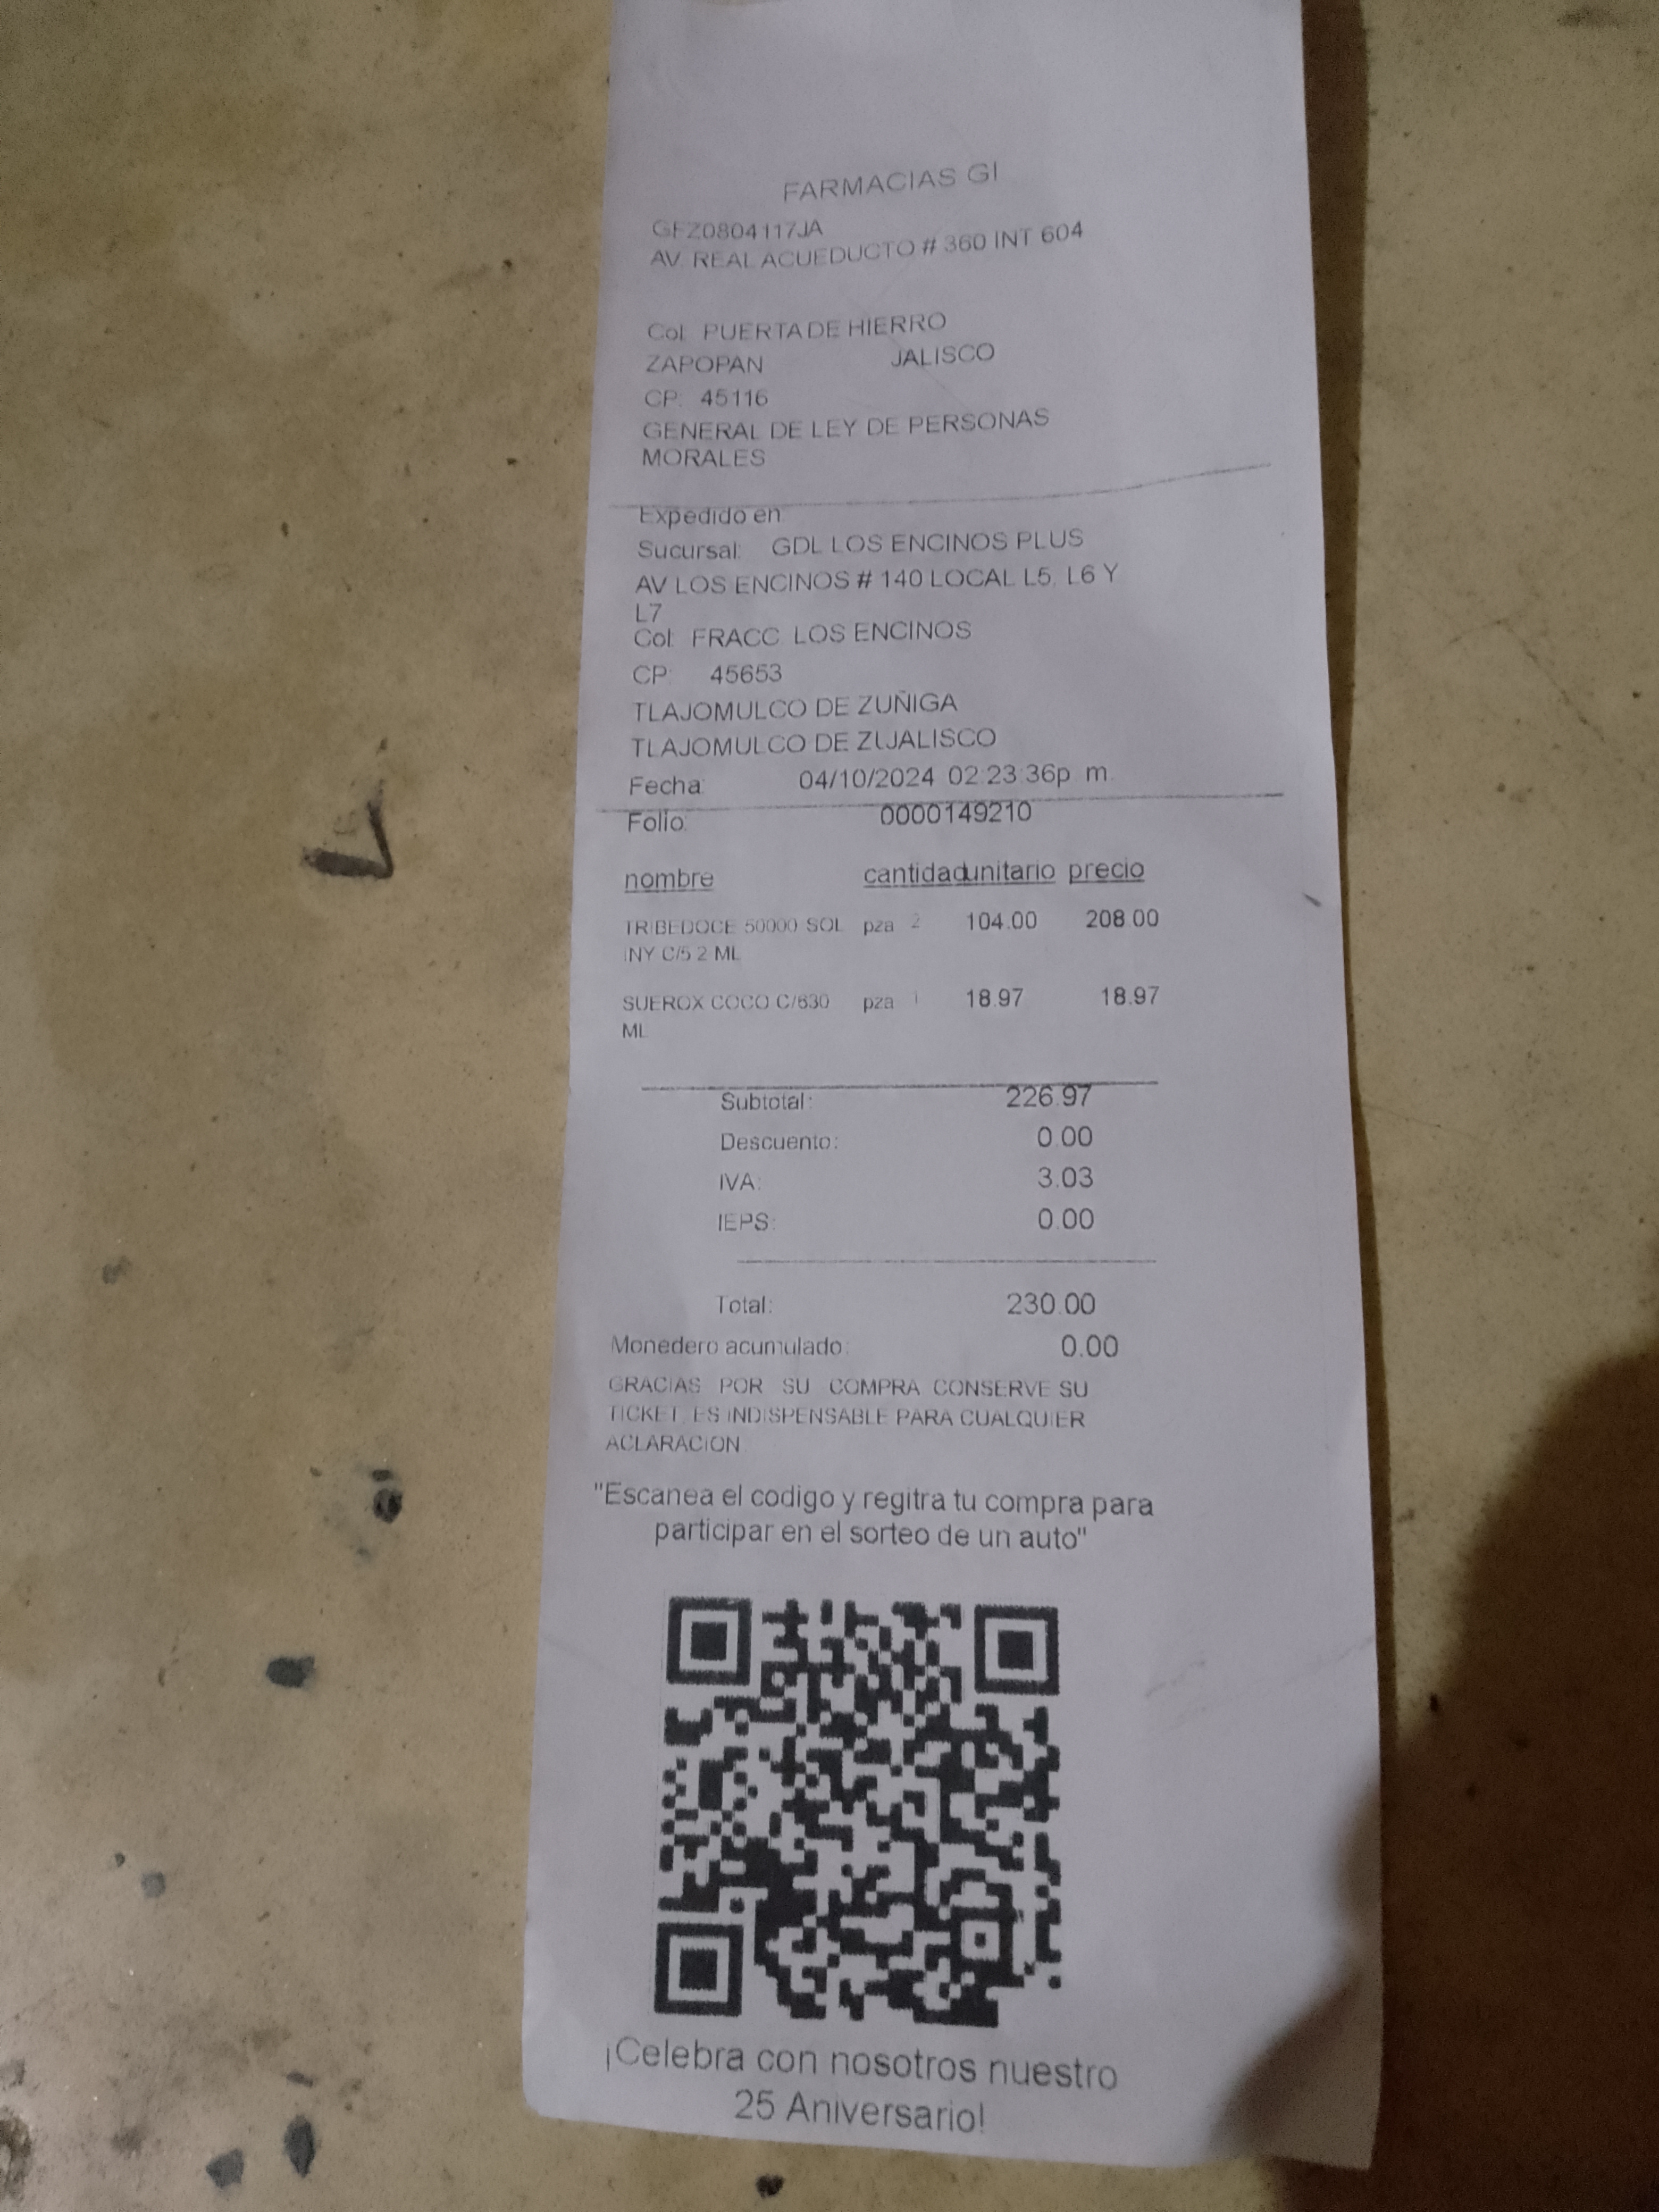 FARMACIAS GI
GFZ0804117JA
AV. REAL ACUEDUCTO # 360 INT 604
Col. PUERTA DE HIERRO
ZAPOPAN JALISCO
CP: 45116
GENERAL DE LEY DE PERSONAS
MORALES
Expedido en
Sucursal: GDL LOS ENCINOS PLUS
AV LOS ENCINOS # 140 LOCAL L5, L6 Y
L7
Col: FRACC. LOS ENCINOS
CP: 45653
TLAJOMULCO DE ZUÑIGA
TLAJOMULCO DE ZUJALISCO
Fecha: 04/10/2024 02:23:36p. m.
Folio: 0000149210
nombre cantidad unitario precio
TRIBEDOCE 50000 SOL pza 2 104.00 208.00
INY C/5 2 ML
SUEROX COCO C/630 pza 1 18.97 18.97
ML
Subtotal: 226.97
Descuento: 0.00
IVA: 3.03
IEPS: 0.00
Total: 230.00
Monedero acumulado: 0.00
GRACIAS POR SU COMPRA CONSERVE SU
TICKET, ES INDISPENSABLE PARA CUALQUIER
ACLARACION.
"Escanea el codigo y regitra tu compra para
participar en el sorteo de un auto"
¡Celebra con nosotros nuestro
25 Aniversario!